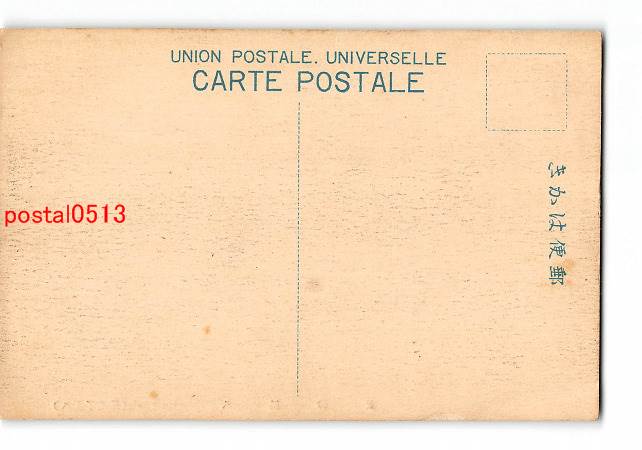 UNION POSTALE. UNIVERSELLE
CARTE POSTALE
きかは便郵
postal0513